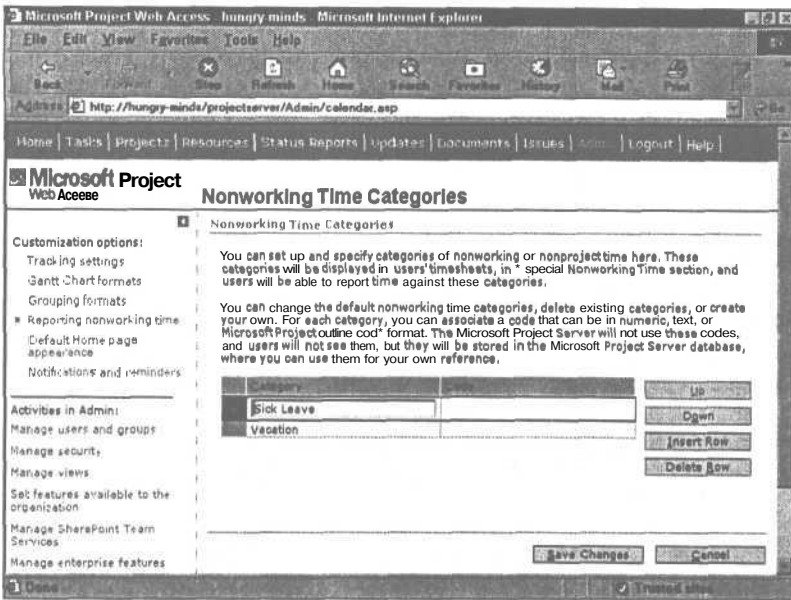 Microsoft Project Web Access - hungry minds - Microsoft Internet Explorer
File Edit View Favorites Tools Help
Back Forward Stop Refresh Home Search Favorites History Mail Print
Address http://hungry-minds/projectserver/Admin/calendar.asp
Home | Tasks | Projects | Resources | Status Reports | Updates | Documents | Issues | Admin | Logout | Help |
Microsoft Project
Web Aceeвe
Nonworking Time Categories
Nonworking Time Categories
Customization options:
Tracking settings
Gantt Chart formats
Grouping formats
Reporting nonworking time
Default Home page
appearance
Notifications and reminders
Activities in Admin:
Manage users and groups
Manage security
Manage views
Set features available to the
organization
Manage SharePoint Team
Services
Manage enterprise features
You can set up and specify categories of nonworking or nonproject time here. These
categories will be displayed in users' timesheets, in * special Nonworking Time section, and
users will be able to report time against these categories.
You can change the default nonworking time categories, delete existing categories, or create
your own. For each category, you can associate a code that can be in numeric, text, or
Microsoft Project outline cod* format. The Microsoft Project Server will not use these codes,
and users will not see them, but they will be stored in the Microsoft Project Server database,
where you can use them for your own reference.
Category Code
Sick Leave
Vacation
Up
Down
Insert Row
Delete Row
Save Changes Cancel
Done Trusted sites